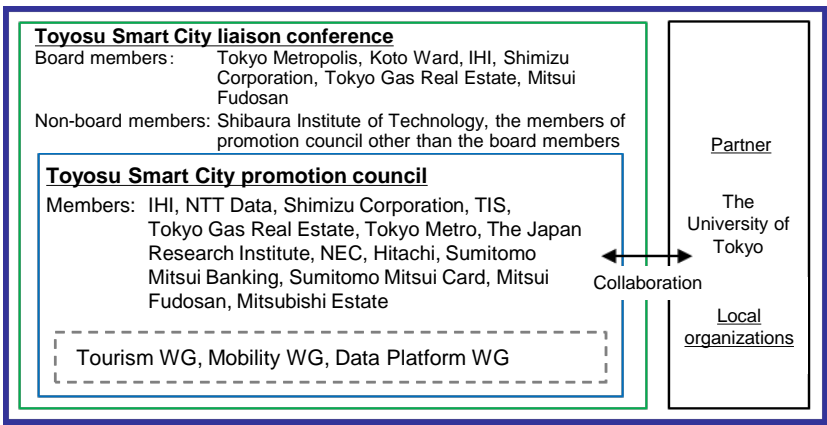 Toyosu Smart City liaison conference
Board members: Tokyo Metropolis, Koto Ward, IHI, Shimizu
Corporation, Tokyo Gas Real Estate, Mitsui
Fudosan
Non-board members: Shibaura Institute of Technology, the members of
promotion council other than the board members
Toyosu Smart City promotion council
Members: IHI, NTT Data, Shimizu Corporation, TIS,
Tokyo Gas Real Estate, Tokyo Metro, The Japan
Research Institute, NEC, Hitachi, Sumitomo
Mitsui Banking, Sumitomo Mitsui Card, Mitsui
Fudosan, Mitsubishi Estate
Tourism WG, Mobility WG, Data Platform WG
Collaboration
Partner
The
University of
Tokyo
Local
organizations